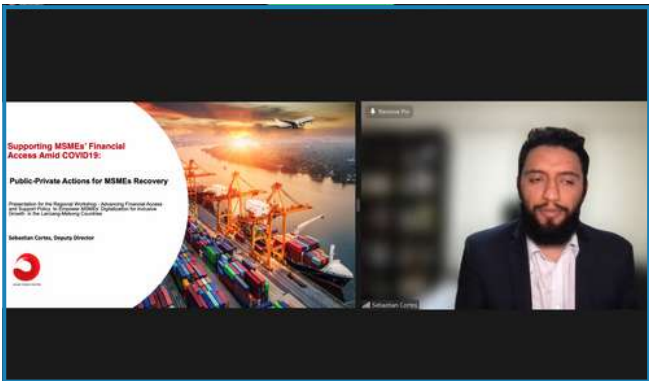 Supporting MSMEs' Financial
Access Amid COVID19:
Public-Private Actions for MSMEs Recovery
Presentation for the Regional Workshop - Advancing Financial Access
and Support Policy to Empower MSMEs' Digitalization for Inclusive
Growth in the Lancang-Mekong Countries
Sebastian Cortes, Deputy Director
Remove Pin
Sebastian Cortes